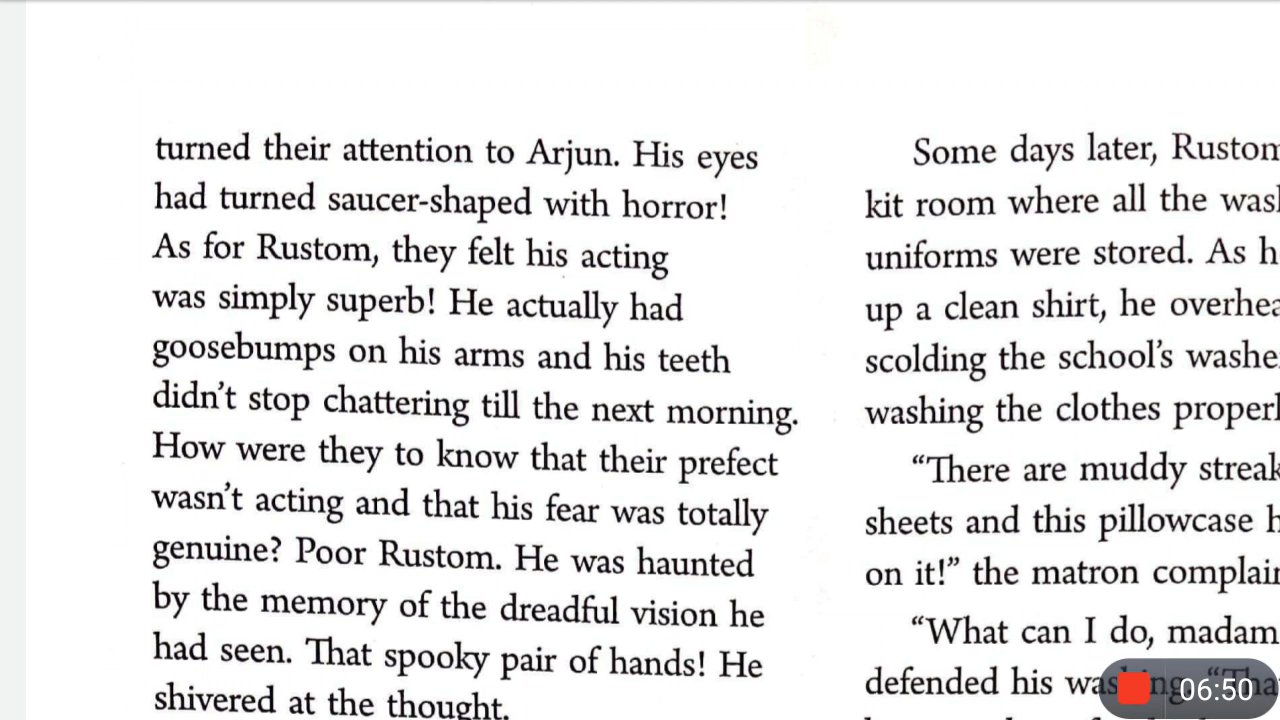 turned their attention to Arjun. His eyes
had turned saucer-shaped with horror!
As for Rustom, they felt his acting
was simply superb! He actually had
goosebumps on his arms and his teeth
didn’t stop chattering till the next morning.
How were they to know that their prefect
wasn’t acting and that his fear was totally
genuine? Poor Rustom. He was haunted
by the memory of the dreadful vision he
had seen. That spooky pair of hands! He
shivered at the thought.
Some days later,
kit room where all the
uniforms were stored. As
up a clean shirt, he
scolding the school’s
washing the clothes
“There are muddy
sheets and this pillowcase
on it!” the matron
“What can I do, madam
defended his
06:50